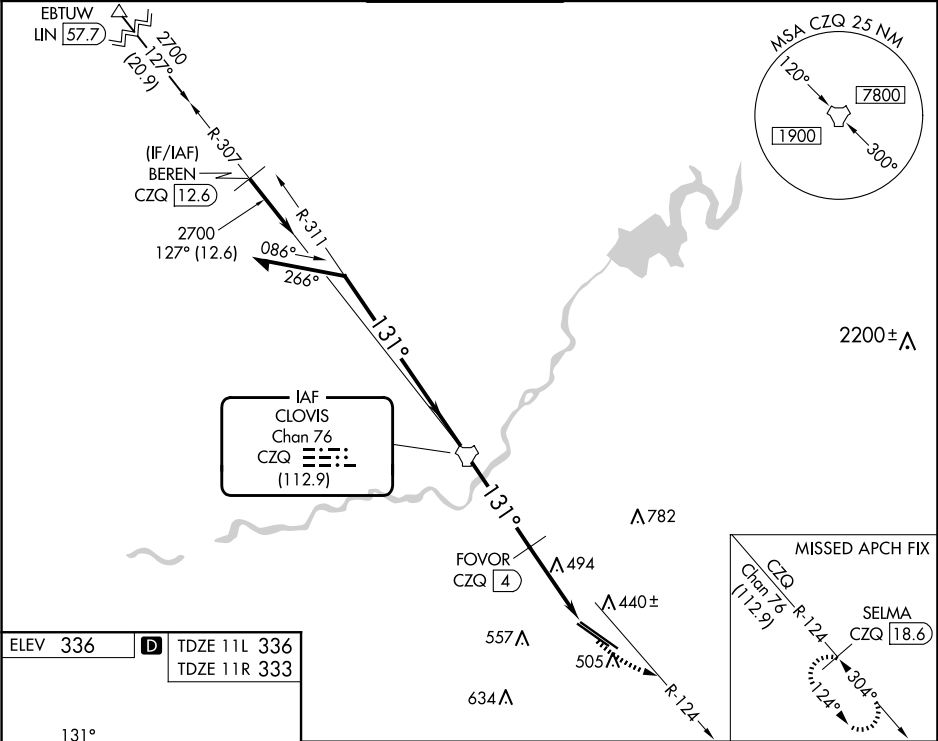 EBTUW
LIN 57.7
2700
127°
(20.9)
R-307
(IF/IAF)
BEREN
CZQ 12.6
2700
127° (12.6)
R-311
086°
266°
131°
MSA CZQ 25 NM
120°
7800
1900
300°
2200±
IAF
CLOVIS
Chan 76
CZQ
(112.9)
131°
FOVOR
CZQ 4
782
494
440±
557
505
634
R-124
MISSED APCH FIX
CZQ
Chan 76
(112.9)
R-124
SELMA
CZQ 18.6
304°
124°
ELEV 336
D
TDZE 11L 336
TDZE 11R 333
131°